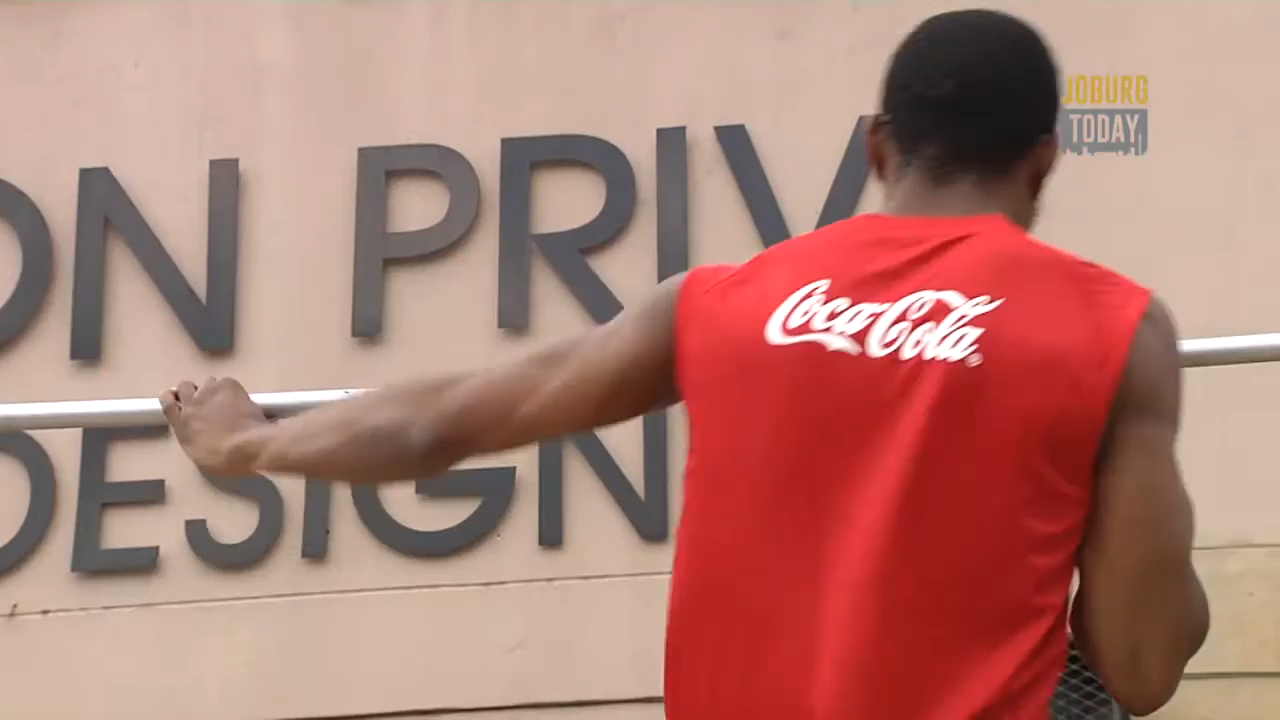 JOBURG
TODAY
ON PRIV
Coca-Cola
DESIGN